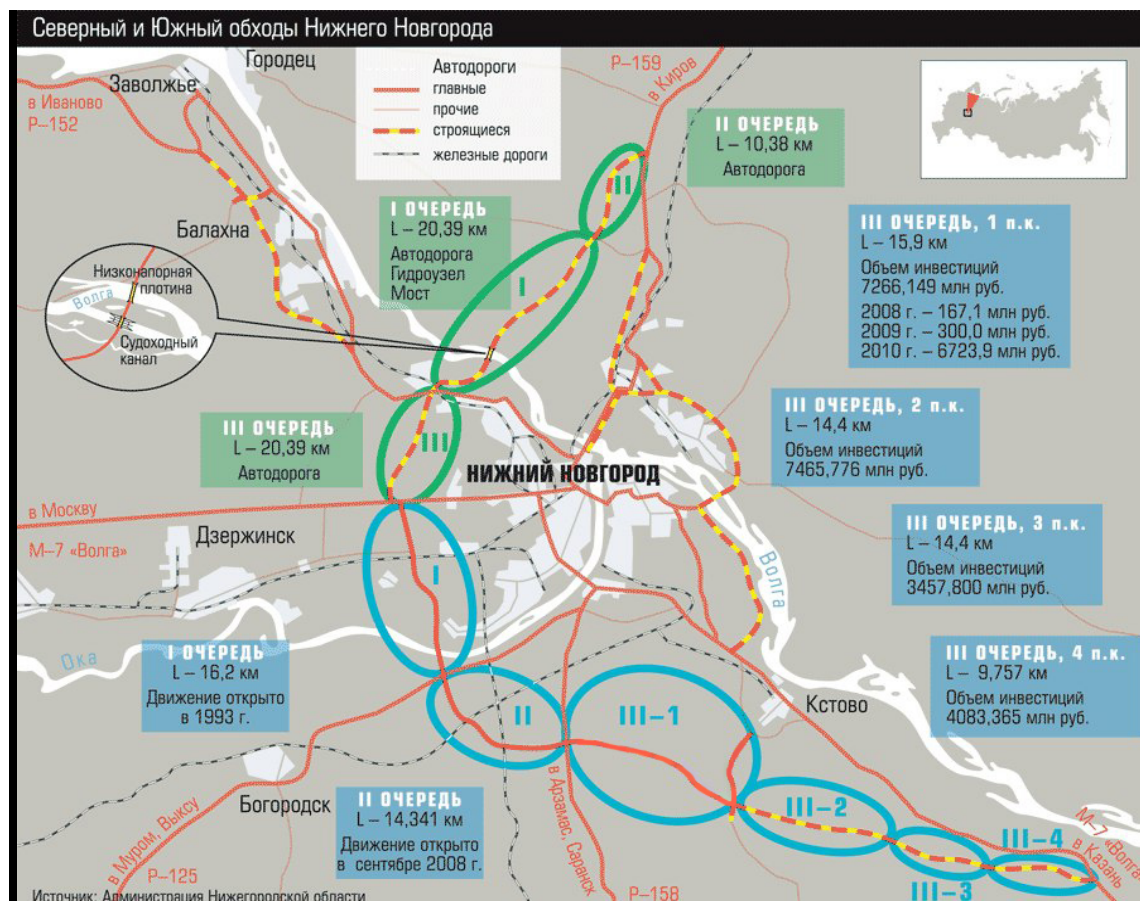 Северный и Южный обходы Нижнего Новгорода
Городец
Заволжье
в Иваново
Р–152
Автодороги
главные
прочие
строящиеся
железные дороги
Р–159
в Киров
II ОЧЕРЕДЬ
L – 10,38 км
Автодорога
II
I ОЧЕРЕДЬ
L – 20,39 км
Автодорога
Гидроузел
Мост
I
Балахна
Низконапорная
плотина
Волга
Судоходный
канал
III ОЧЕРЕДЬ, 1 п.к.
L – 15,9 км
Объем инвестиций
7266,149 млн руб.
2008 г. – 167,1 млн руб.
2009 г. – 300,0 млн руб.
2010 г. – 6723,9 млн руб.
III ОЧЕРЕДЬ, 2 п.к.
L – 14,4 км
Объем инвестиций
7465,776 млн руб.
III ОЧЕРЕДЬ
L – 20,39 км
Автодорога
III
НИЖНИЙ НОВГОРОД
в Москву
М–7 «Волга»
Дзержинск
I
III ОЧЕРЕДЬ, 3 п.к.
L – 14,4 км
Объем инвестиций
3457,800 млн руб.
Волга
Ока
I ОЧЕРЕДЬ
L – 16,2 км
Движение открыто
в 1993 г.
III ОЧЕРЕДЬ, 4 п.к.
L – 9,757 км
Объем инвестиций
4083,365 млн руб.
Кстово
II
III–1
Богородск
II ОЧЕРЕДЬ
L – 14,341 км
Движение открыто
в сентябре 2008 г.
в Муром, Выксу
Р–125
в Арзамас, Саранск
Р–158
III–2
III–3
III–4
М–7 «Волга»
в Казань
Источник: Администрация Нижегородской области